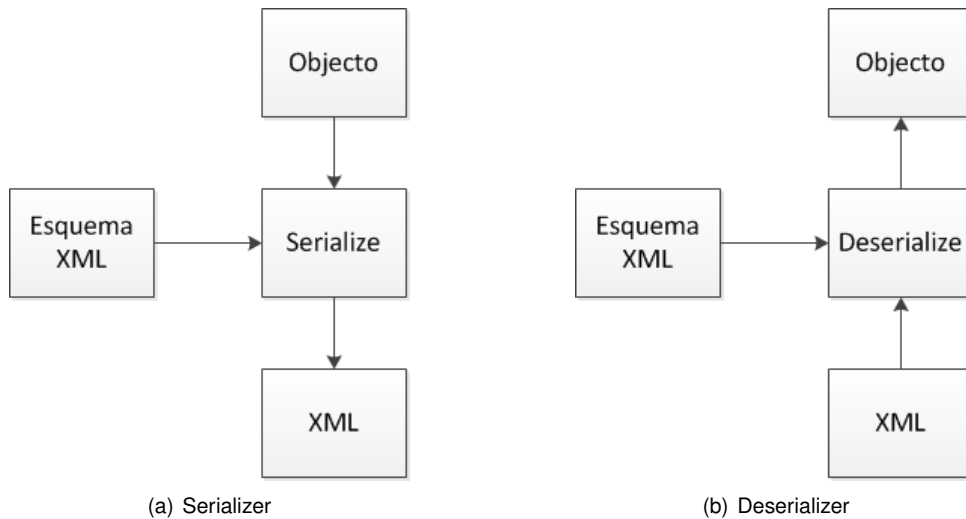 Objecto
Esquema
XML
Serialize
XML
(a) Serializer
Objecto
Esquema
XML
Deserialize
XML
(b) Deserializer